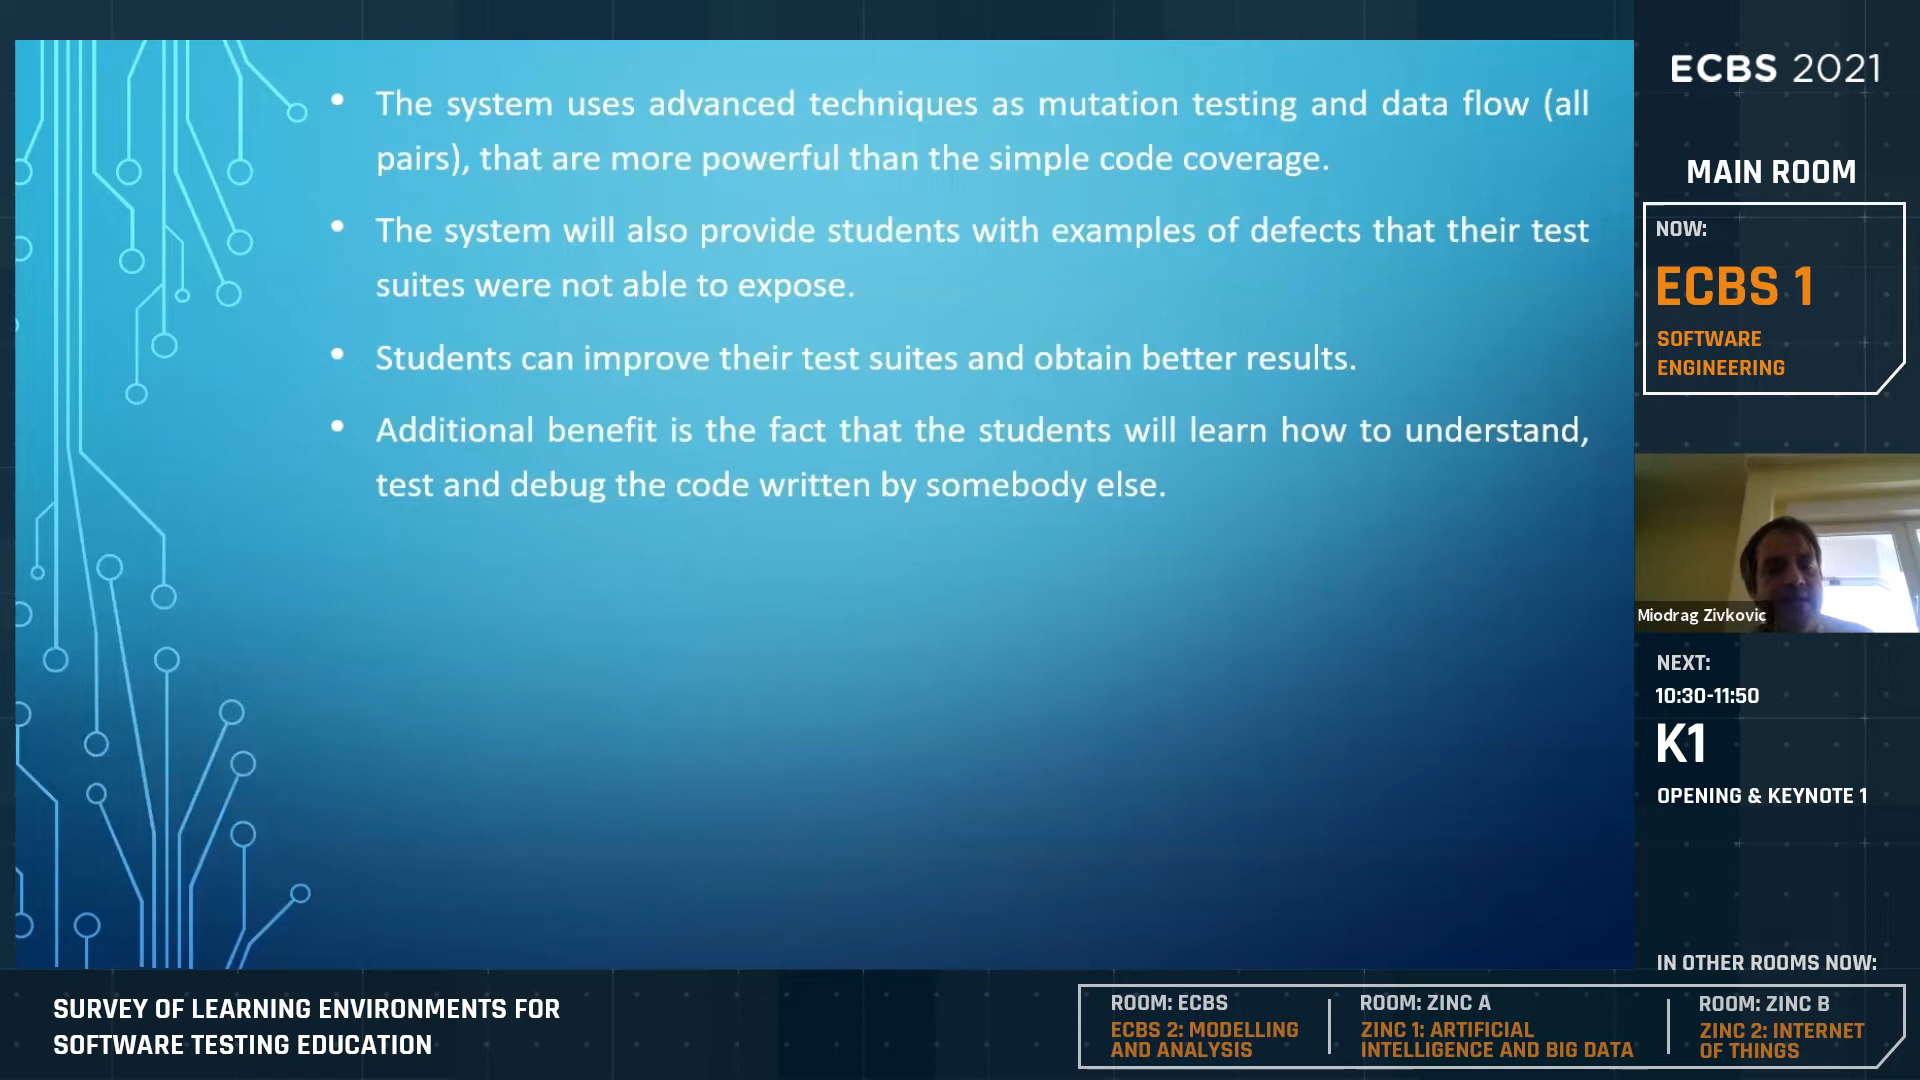 • The system uses advanced techniques as mutation testing and data flow (all
pairs), that are more powerful than the simple code coverage.
• The system will also provide students with examples of defects that their test
suites were not able to expose.
• Students can improve their test suites and obtain better results.
• Additional benefit is the fact that the students will learn how to understand,
test and debug the code written by somebody else.
ECBS 2021
MAIN ROOM
NOW:
ECBS 1
SOFTWARE
ENGINEERING
Miodrag Zivkovic
NEXT:
10:30-11:50
K1
OPENING & KEYNOTE 1
IN OTHER ROOMS NOW:
SURVEY OF LEARNING ENVIRONMENTS FOR
SOFTWARE TESTING EDUCATION
ROOM: ECBS
ECBS 2: MODELLING
AND ANALYSIS
ROOM: ZINC A
ZINC 1: ARTIFICIAL
INTELLIGENCE AND BIG DATA
ROOM: ZINC B
ZINC 2: INTERNET
OF THINGS